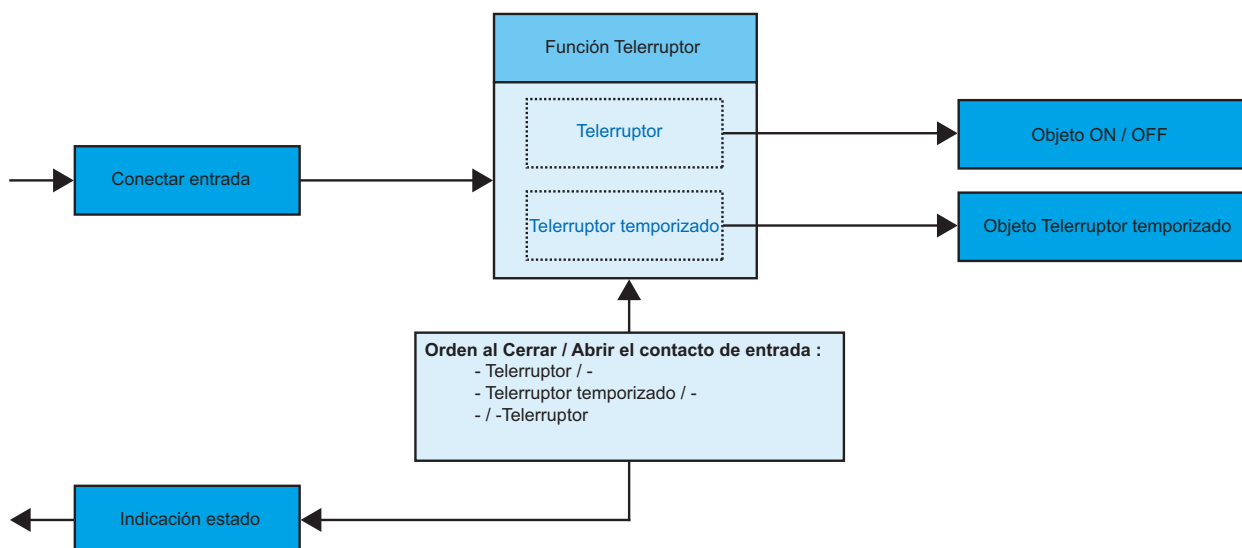 Función Telerruptor
Telerruptor
Objeto ON / OFF
Conectar entrada
Telerruptor temporizado
Objeto Telerruptor temporizado
Orden al Cerrar / Abrir el contacto de entrada :
- Telerruptor / -
- Telerruptor temporizado / -
- / -Telerruptor
Indicación estado